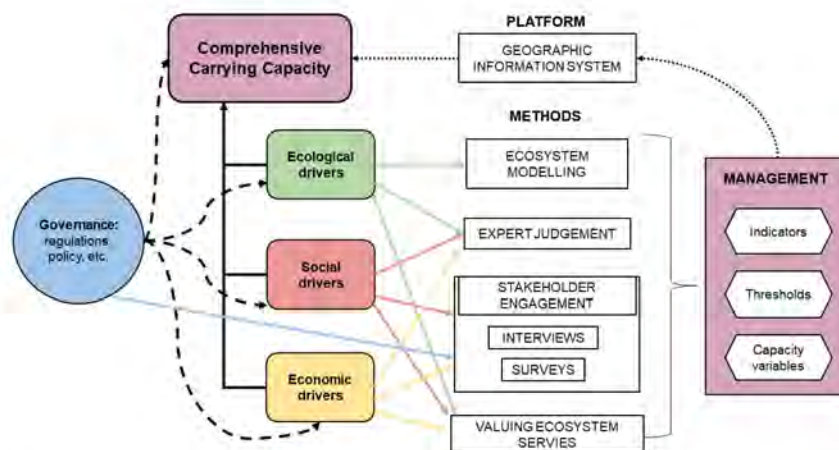 PLATFORM
Comprehensive
Carrying Capacity
GEOGRAPHIC
INFORMATION SYSTEM
METHODS
Ecological
drivers
ECOSYSTEM
MODELLING
MANAGEMENT
Governance:
regulations
policy, etc.
EXPERT JUDGEMENT
Indicators
Social
drivers
STAKEHOLDER
ENGAGEMENT
Thresholds
INTERVIEWS
SURVEYS
Capacity
variables
Economic
drivers
VALUING ECOSYSTEM
SERVIES